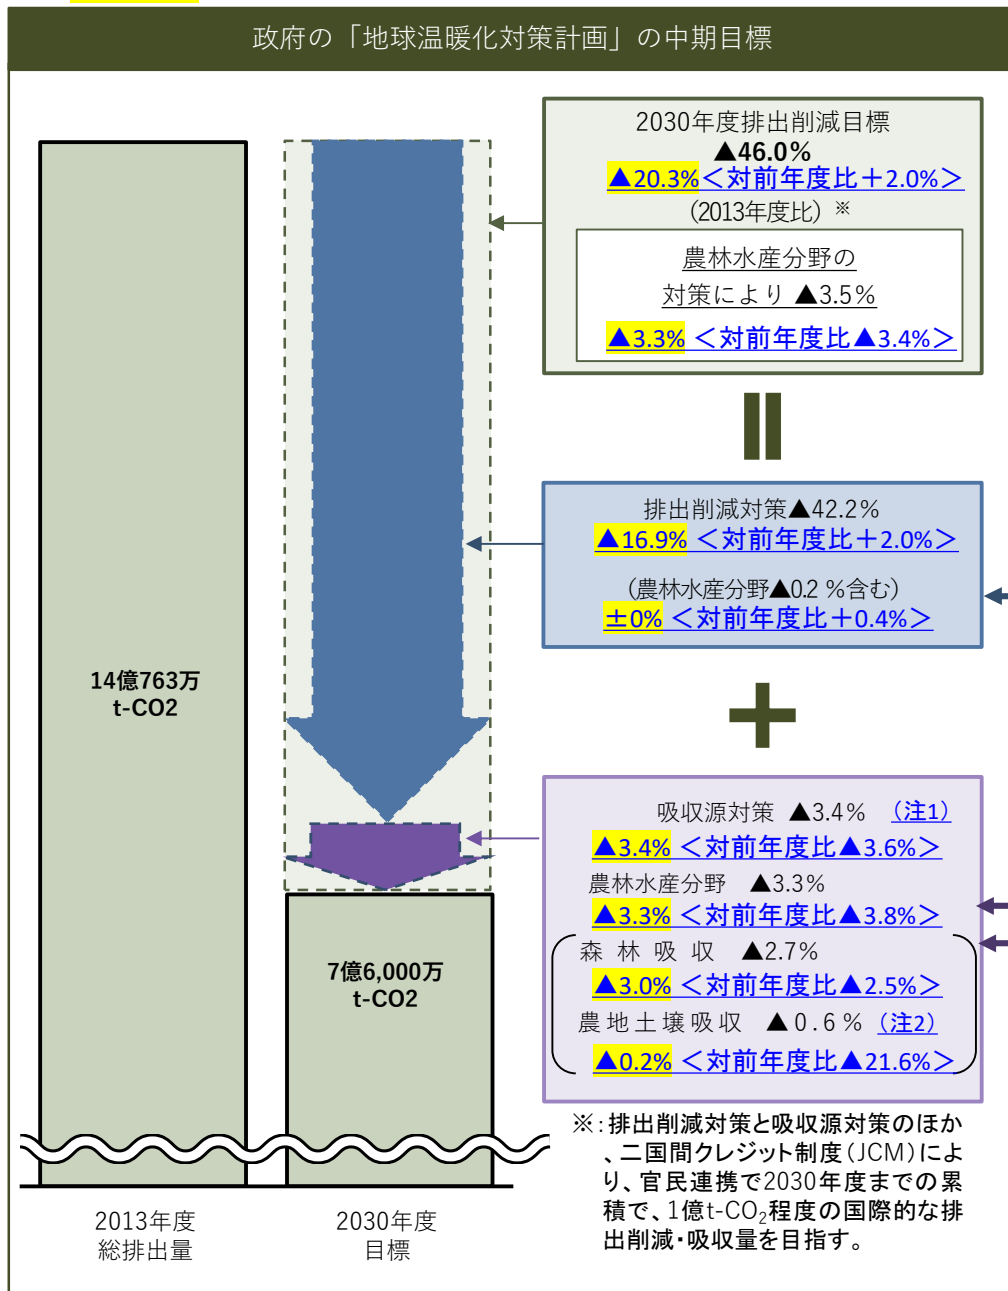 政府の「地球温暖化対策計画」の中期目標
2030年度排出削減目標
▲46.0%
▲20.3%＜対前年度比＋2.0%＞
(2013年度比) ※
農林水産分野の
対策により ▲3.5%
▲3.3% ＜対前年度比▲3.4%＞
排出削減対策▲42.2%
▲16.9% ＜対前年度比＋2.0%＞
(農林水産分野▲0.2 %含む)
±0% ＜対前年度比＋0.4%＞
14億763万
t-CO2
吸収源対策 ▲3.4% (注1)
▲3.4% ＜対前年度比▲3.6%＞
農林水産分野 ▲3.3%
▲3.3% ＜対前年度比▲3.8%＞
森 林 吸 収 ▲2.7%
▲3.0% ＜対前年度比▲2.5%＞
農地土壌吸収 ▲0.6% (注2)
▲0.2% ＜対前年度比▲21.6%＞
7億6,000万
t-CO2
※：排出削減対策と吸収源対策のほか
、二国間クレジット制度(JCM)によ
り、官民連携で2030年度までの累
積で、1億t-CO₂程度の国際的な排
出削減・吸収量を目指す。
2013年度
総排出量
2030年度
目標